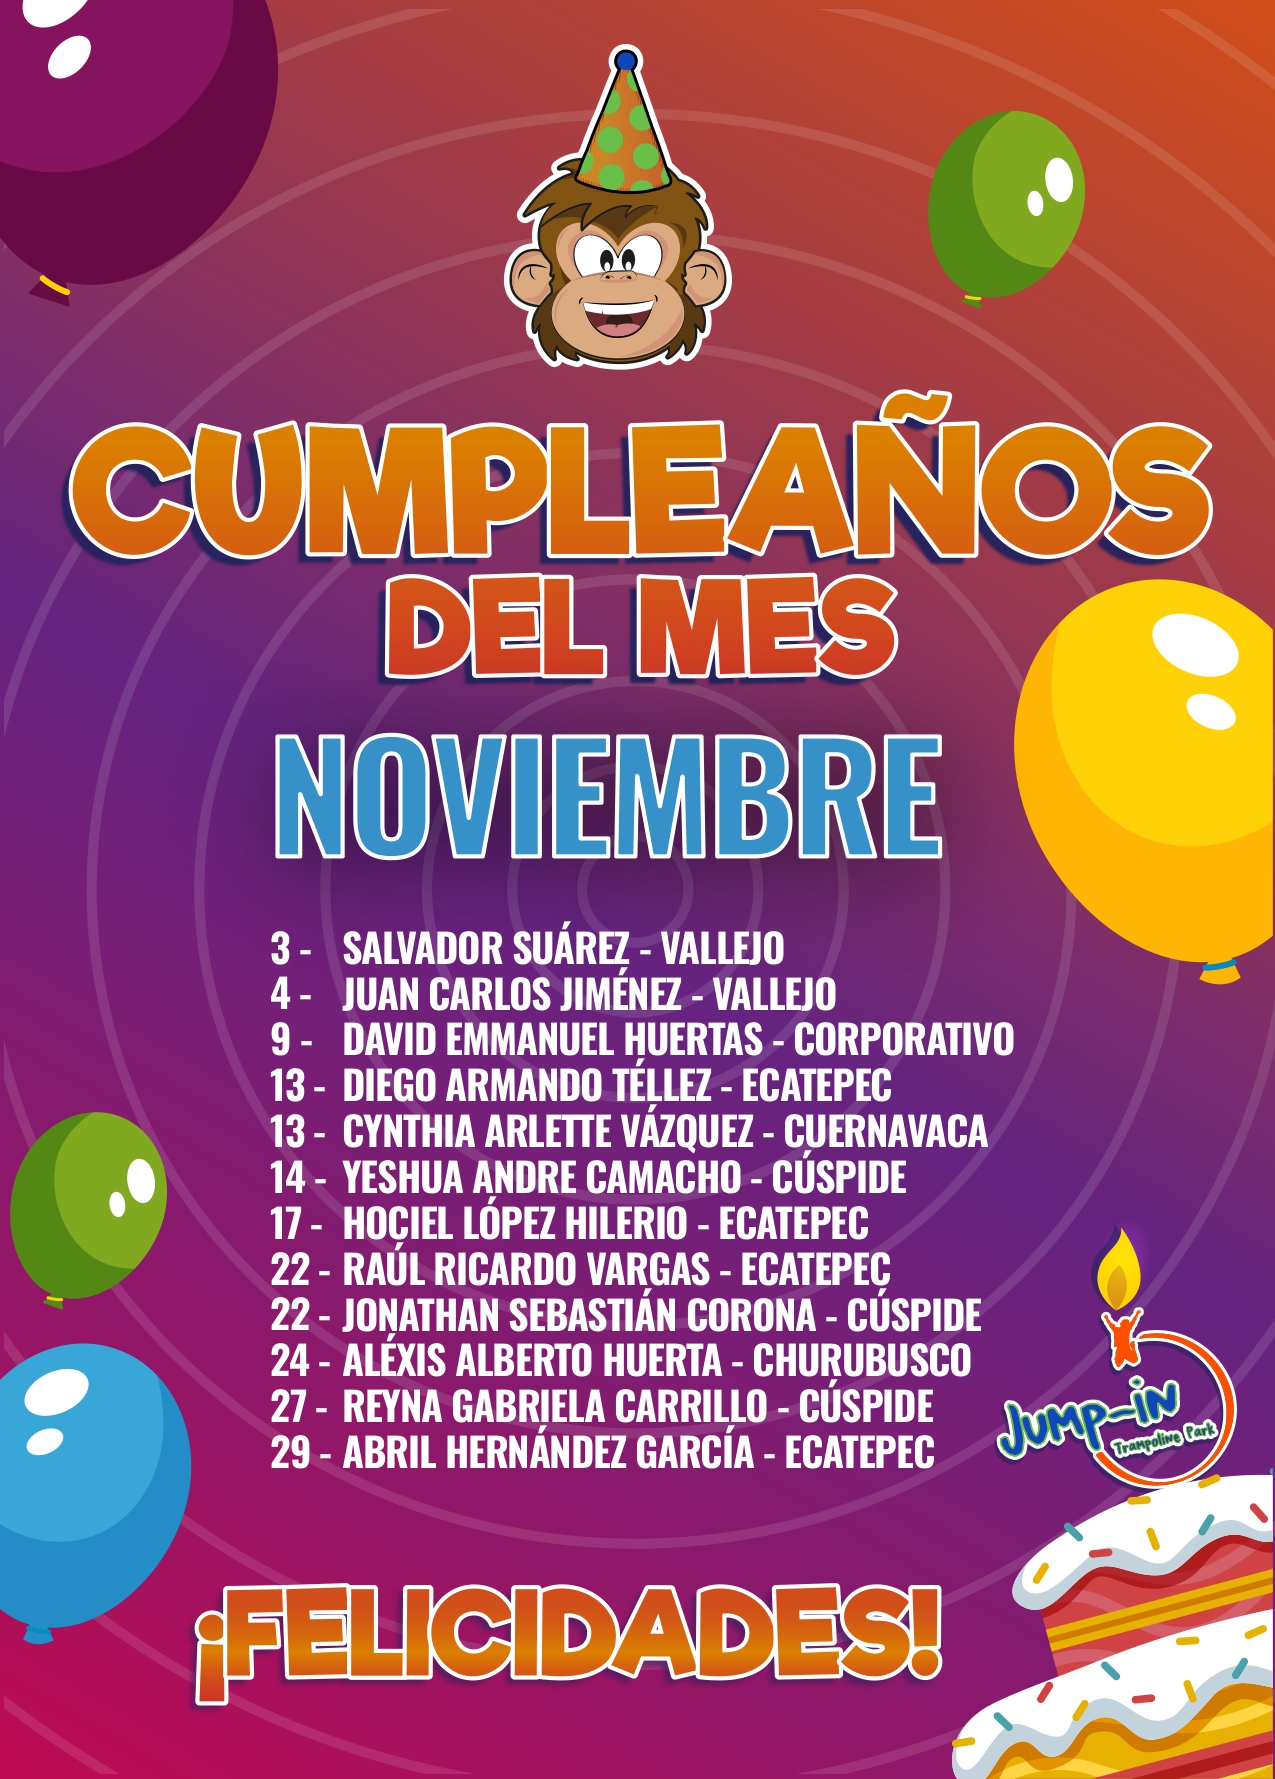 CUMPLEAÑOS
DEL MES
NOVIEMBRE
3 - SALVADOR SUÁREZ - VALLEJO
4 - JUAN CARLOS JIMÉNEZ - VALLEJO
9 - DAVID EMMANUEL HUERTAS - CORPORATIVO
13 - DIEGO ARMANDO TÉLLEZ - ECATEPEC
13 - CYNTHIA ARLETTE VÁZQUEZ - CUERNAVACA
14 - YESHUA ANDRE CAMACHO - CÚSPIDE
17 - HOCIEL LÓPEZ HILERIO - ECATEPEC
22 - RAÚL RICARDO VARGAS - ECATEPEC
22 - JONATHAN SEBASTIÁN CORONA - CÚSPIDE
24 - ALÉXIS ALBERTO HUERTA - CHURUBUSCO
27 - REYNA GABRIELA CARRILLO - CÚSPIDE
29 - ABRIL HERNÁNDEZ GARCÍA - ECATEPEC
JUMP-iN
Trampoline Park
¡FELICIDADES!